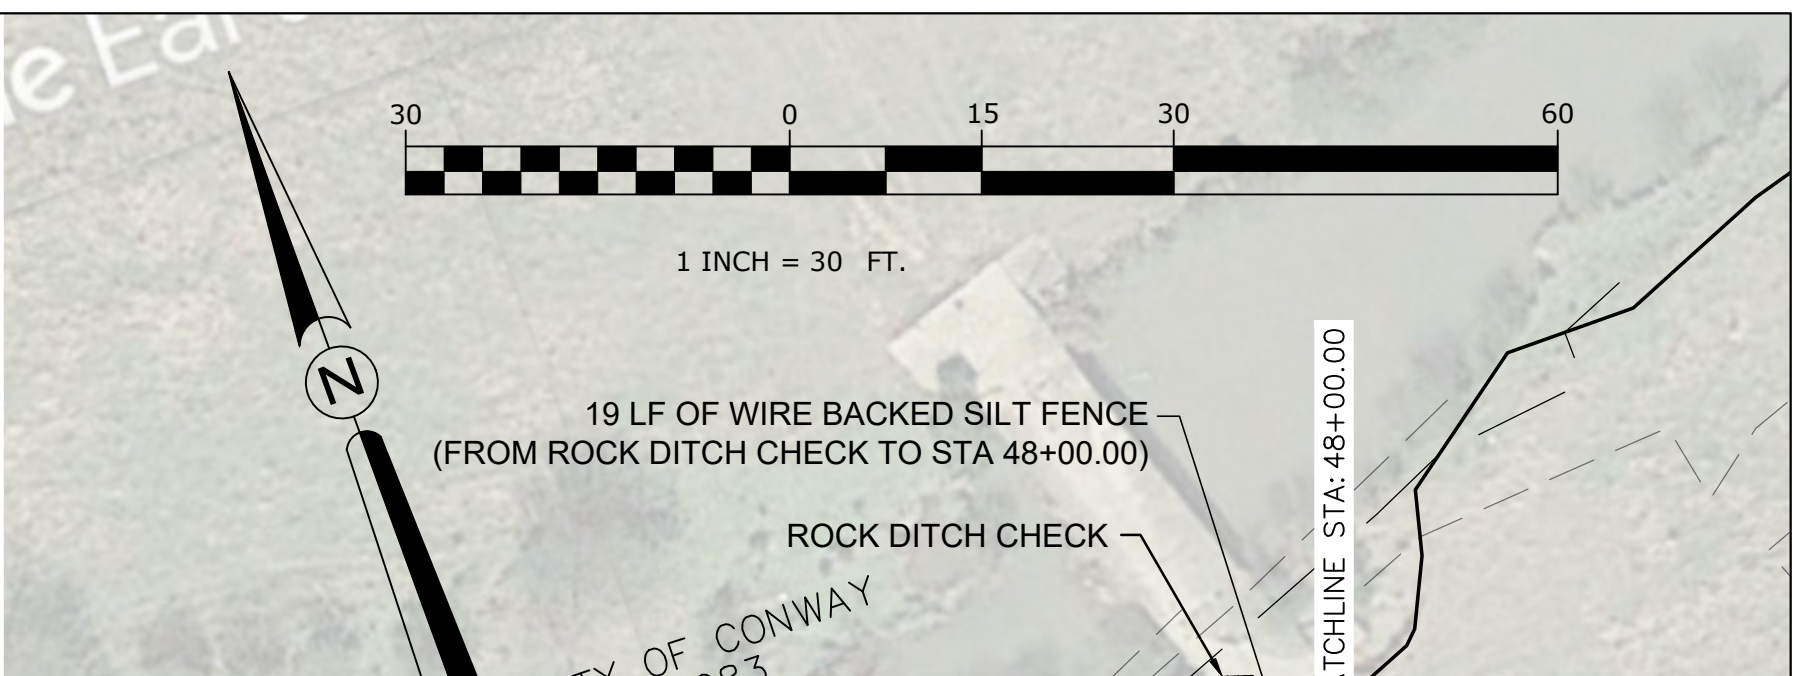 30 0 15 30 60
1 INCH = 30 FT.
N
19 LF OF WIRE BACKED SILT FENCE
(FROM ROCK DITCH CHECK TO STA 48+00.00)
ROCK DITCH CHECK
OF CONWAY
STA: 48+00.00